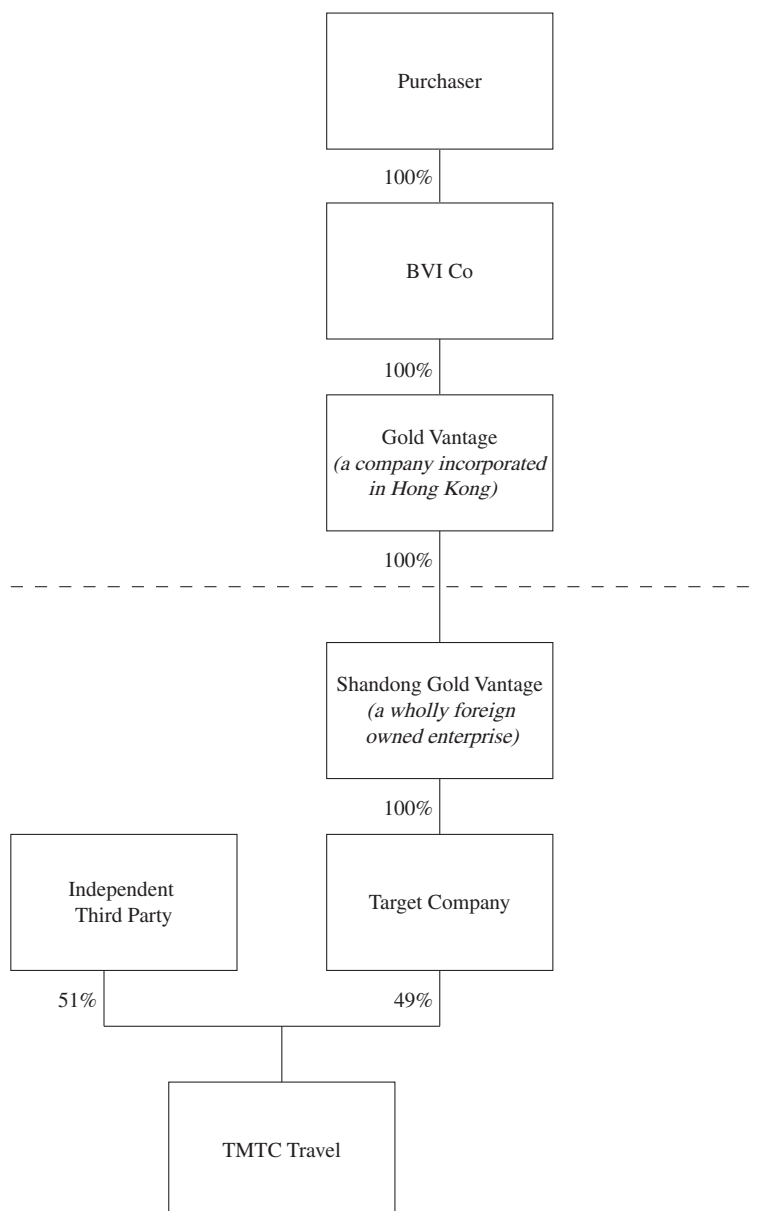 Purchaser
100%
BVI Co
100%
Gold Vantage
(a company incorporated
in Hong Kong)
100%
Shandong Gold Vantage
(a wholly foreign
owned enterprise)
100%
Independent
Third Party
Target Company
51%
49%
TMTC Travel